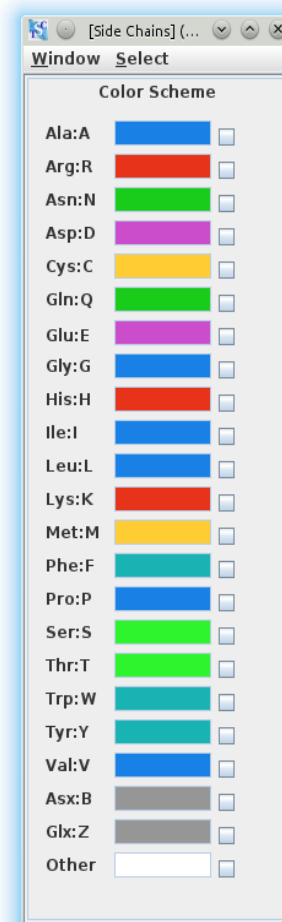 [Side Chains] (...
Window Select
Color Scheme
Ala:A
Arg:R
Asn:N
Asp:D
Cys:C
Gln:Q
Glu:E
Gly:G
His:H
Ile:I
Leu:L
Lys:K
Met:M
Phe:F
Pro:P
Ser:S
Thr:T
Trp:W
Tyr:Y
Val:V
Asx:B
Glx:Z
Other